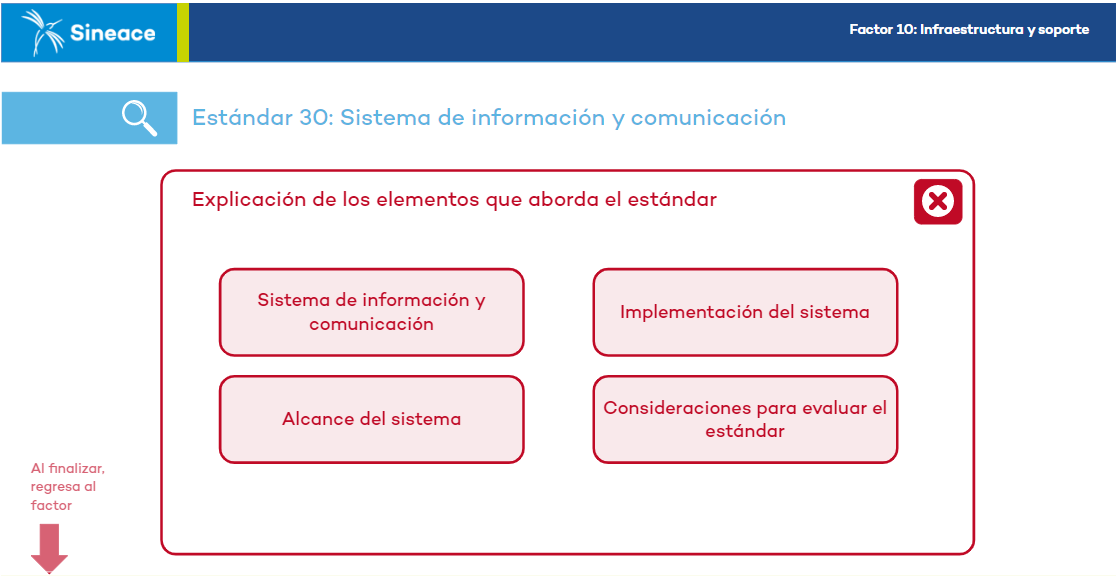 Sineace
Factor 10: Infraestructura y soporte
Estándar 30: Sistema de información y comunicación
Explicación de los elementos que aborda el estándar
Sistema de información y
comunicación
Implementación del sistema
Alcance del sistema
Consideraciones para evaluar el
estándar
Al finalizar,
regresa al
factor